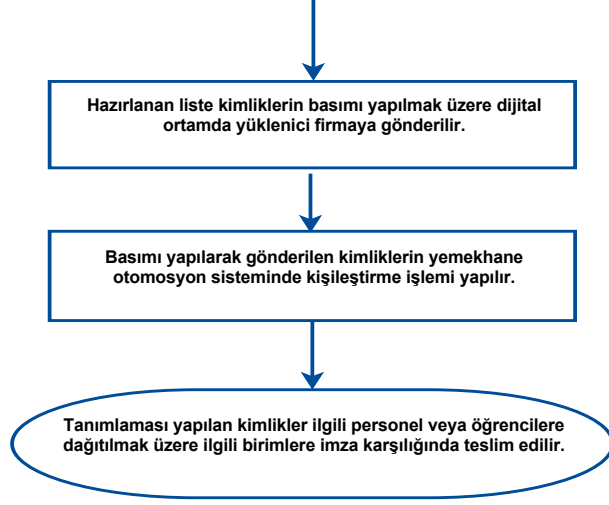 Hazırlanan liste kimliklerin basımı yapılmak üzere dijital
ortamda yüklenici firmaya gönderilir.
Basımı yapılarak gönderilen kimliklerin yemekhane
otomosyon sisteminde kişileştirme işlemi yapılır.
Tanımlaması yapılan kimlikler ilgili personel veya öğrencilere
dağıtılmak üzere ilgili birimlere imza karşılığında teslim edilir.